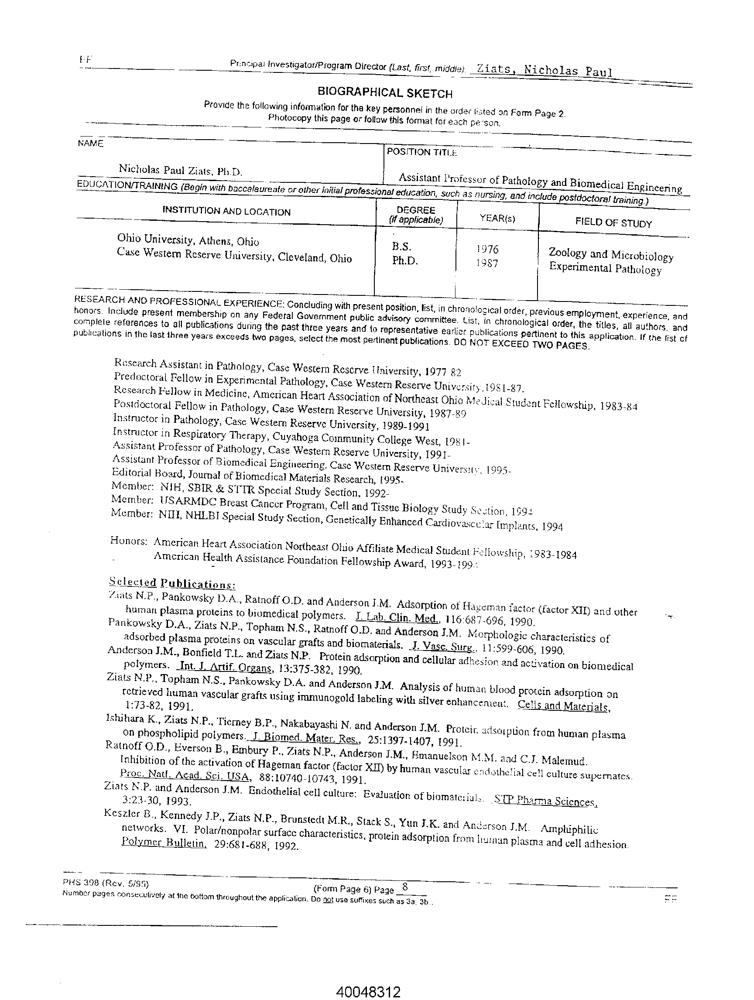 FF
Principal Investigator/Program Director (Last, first, middle) Ziats, Nicholas Paul
BIOGRAPHICAL SKETCH
Provide the following information for the key personnel in the order listed on Form Page 2.
Photocopy this page or follow this format for each person.
NAME
POSITION TITLE
Nicholas Paul Ziats, Ph.D.
Assistant Professor of Pathology and Biomedical Engineering
EDUCATION/TRAINING (Begin with baccalaureate or other initial professional education, such as nursing, and include postdoctoral training.)
INSTITUTION AND LOCATION DEGREE (if applicable) YEAR(s) FIELD OF STUDY
Ohio University, Athens, Ohio B.S. 1976 Zoology and Microbiology
Case Western Reserve University, Cleveland, Ohio Ph.D. 1987 Experimental Pathology
RESEARCH AND PROFESSIONAL EXPERIENCE: Concluding with present position, list, in chronological order, previous employment, experience, and
honors. Include present membership on any Federal Government public advisory committee. List, in chronological order, the titles, all authors, and
complete references to all publications during the past three years and to representative earlier publications pertinent to this application. If the list of
publications in the last three years exceeds two pages, select the most pertinent publications. DO NOT EXCEED TWO PAGES.
Research Assistant in Pathology, Case Western Reserve University, 1977-82
Predoctoral Fellow in Experimental Pathology, Case Western Reserve University, 1981-87.
Research Fellow in Medicine, American Heart Association of Northeast Ohio Medical Student Fellowship, 1983-84
Postdoctoral Fellow in Pathology, Case Western Reserve University, 1987-89
Instructor in Pathology, Case Western Reserve University, 1989-1991
Instructor in Respiratory Therapy, Cuyahoga Community College West, 1981-
Assistant Professor of Pathology, Case Western Reserve University, 1991-
Assistant Professor of Biomedical Engineering, Case Western Reserve University, 1995-
Editorial Board, Journal of Biomedical Materials Research, 1995-
Member: NIH, SBIR & STTR Special Study Section, 1992-
Member: USARMDC Breast Cancer Program, Cell and Tissue Biology Study Section,
Member: NIH, NHLBI Special Study Section, Genetically Enhanced Cardiovascular Implants, 1994
Honors: American Heart Association Northeast Ohio Affiliate Medical Student Fellowship, 1983-1984
American Health Assistance Foundation Fellowship Award,
Selected Publications:
Ziats N.P., Pankowsky D.A., Ratnoff O.D. and Anderson J.M. Adsorption of Hageman factor (factor XII) and other
human plasma proteins to biomedical polymers. J. Lab. Clin. Med., 116:687-696, 1990.
Pankowsky D.A., Ziats N.P., Topham N.S., Ratnoff O.D. and Anderson J.M. Morphologic characteristics of
adsorbed plasma proteins on vascular grafts and biomaterials. J. Vasc. Surg., 11:599-606, 1990.
Anderson J.M., Bonfield T.L. and Ziats N.P. Protein adsorption and cellular adhesion and activation on biomedical
polymers. Int. J. Artif. Organs, 13:375-382, 1990.
Ziats N.P., Topham N.S., Pankowsky D.A. and Anderson J.M. Analysis of human blood protein adsorption on
retrieved human vascular grafts using immunogold labeling with silver enhancement. Cells and Materials,
1:73-82, 1991.
Ishihara K., Ziats N.P., Tierney B.P., Nakabayashi N. and Anderson J.M. Protein adsorption from human plasma
on phospholipid polymers. J. Biomed. Mater. Res., 25:1397-1407, 1991.
Ratnoff O.D., Everson B., Embury P., Ziats N.P., Anderson J.M., Emanuelson M.M. and C.J. Malemud.
Inhibition of the activation of Hageman factor (factor XII) by human vascular endothelial cell culture supernates.
Proc. Natl. Acad. Sci. USA, 88:10740-10743, 1991.
Ziats N.P. and Anderson J.M. Endothelial cell culture: Evaluation of biomaterials. STP Pharma Sciences,
3:23-30, 1993.
Keszler B., Kennedy J.P., Ziats N.P., Brunstedt M.R., Stack S., Yun J.K. and Anderson J.M. Amphiphilic
networks. VI. Polar/nonpolar surface characteristics, protein adsorption from human plasma and cell adhesion.
Polymer Bulletin, 29:681-688, 1992.
PHS 398 (Rev. 5/95) (Form Page 6) Page 8
Number pages consecutively at the bottom throughout the application. Do not use suffixes such as 3a, 3b. FF
40048312